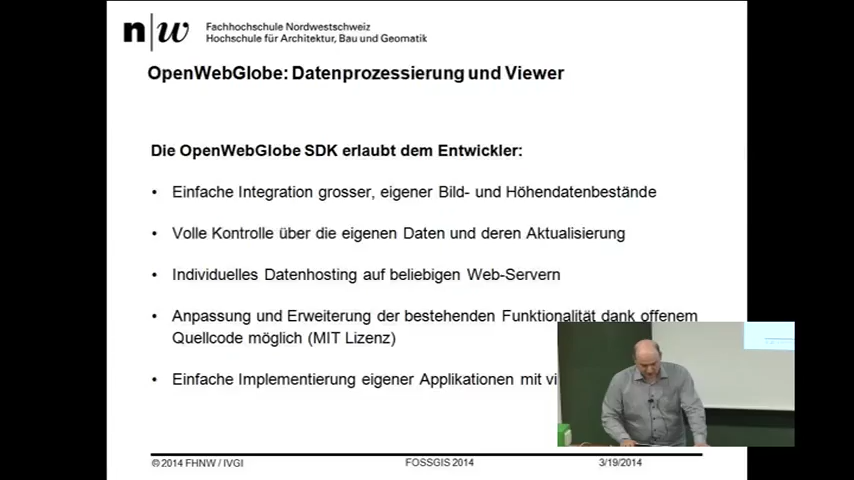 n w Fachhochschule Nordwestschweiz
Hochschule für Architektur, Bau und Geomatik
OpenWebGlobe: Datenprozessierung und Viewer
Die OpenWebGlobe SDK erlaubt dem Entwickler:
• Einfache Integration grosser, eigener Bild- und Höhendatenbestände
• Volle Kontrolle über die eigenen Daten und deren Aktualisierung
• Individuelles Datenhosting auf beliebigen Web-Servern
• Anpassung und Erweiterung der bestehenden Funktionalität dank offenem
Quellcode möglich (MIT Lizenz)
• Einfache Implementierung eigener Applikationen mit
© 2014 FHNW / IVGI FOSSGIS 2014 3/19/2014